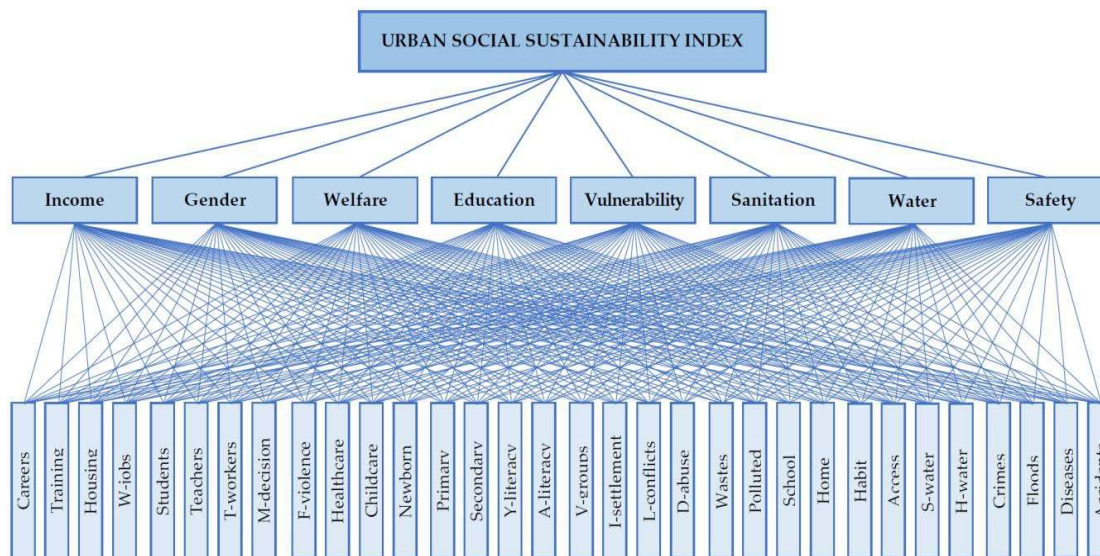 URBAN SOCIAL SUSTAINABILITY INDEX
Income
Gender
Welfare
Education
Vulnerability
Sanitation
Water
Safety
Careers
Training
Housing
W-jobs
Students
Teachers
T-workers
M-decision
F-violence
Healthcare
Childcare
Newborn
Primary
Secondary
Y-literacy
A-literacy
V-groups
I-settlement
L-conflicts
D-abuse
Wastes
Polluted
School
Home
Habit
Access
S-water
H-water
Crimes
Floods
Diseases
Accidents